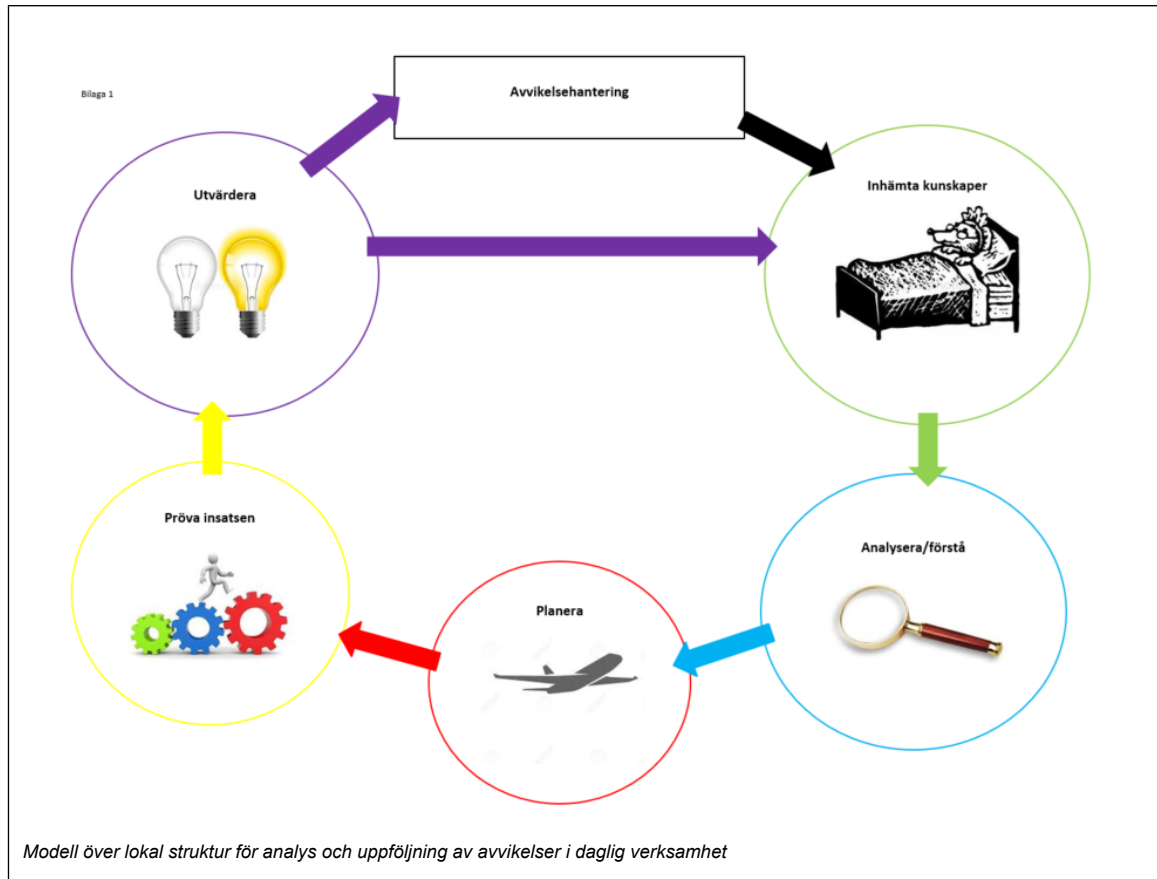 Bilaga 1
Avvikelsehantering
Utvärdera
Inhämta kunskaper
Pröva insatsen
Analysera/förstå
Planera
Modell över lokal struktur för analys och uppföljning av avvikelser i daglig verksamhet